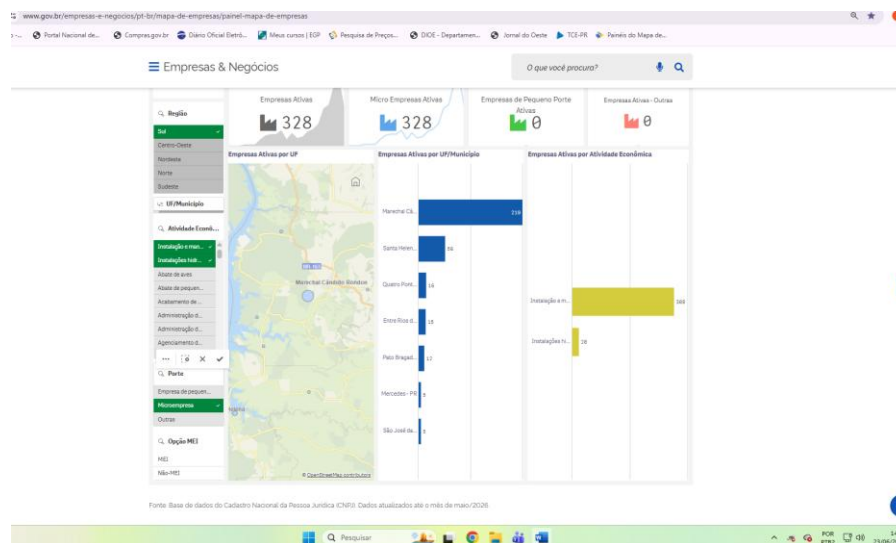 www.gov.br/empresas-e-negocios/pt-br/mapa-de-empresas/painel-mapa-de-empresas
Portal Nacional de... Compras.gov.br Diário Oficial Eletrô... Meus cursos | EGP Pesquisa de Preços... DIOE - Departamen... Jornal do Oeste TCE-PR Painéis do Mapa de...
Empresas & Negócios
O que você procura?
Região
Sul
Centro-Oeste
Nordeste
Norte
Sudeste
UF/Município
Atividade Econô...
Instalação e man...
Instalações hidr...
Abate de aves
Abate de pequen...
Acabamento de...
Administração d...
Administração d...
Agenciamento d...
Porte
Empresa de pequen...
Microempresa
Outras
Opção MEI
MEI
Não-MEI
Empresas Ativas
328
Micro Empresas Ativas
328
Empresas de Pequeno Porte Ativas
0
Empresas Ativas - Outras
0
Empresas Ativas por UF
Marechal Cândido Rondon
© OpenStreetMap contributors
Empresas Ativas por UF/Município
Marechal Câ...
Santa Helen...
Quatro Pont... 16
Entre Rios d... 15
Pato Bragad... 12
Mercedes - PR
São José da...
Empresas Ativas por Atividade Econômica
Instalação e m...
Instalações h... 20
Fonte: Base de dados do Cadastro Nacional da Pessoa Jurídica (CNPJ). Dados atualizados até o mês de maio/2026.
Pesquisar
POR